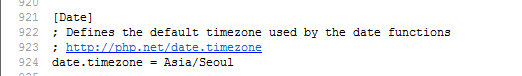 920
921 [Date]
922 ; Defines the default timezone used by the date functions
923 ; http://php.net/date.timezone
924 date.timezone = Asia/Seoul